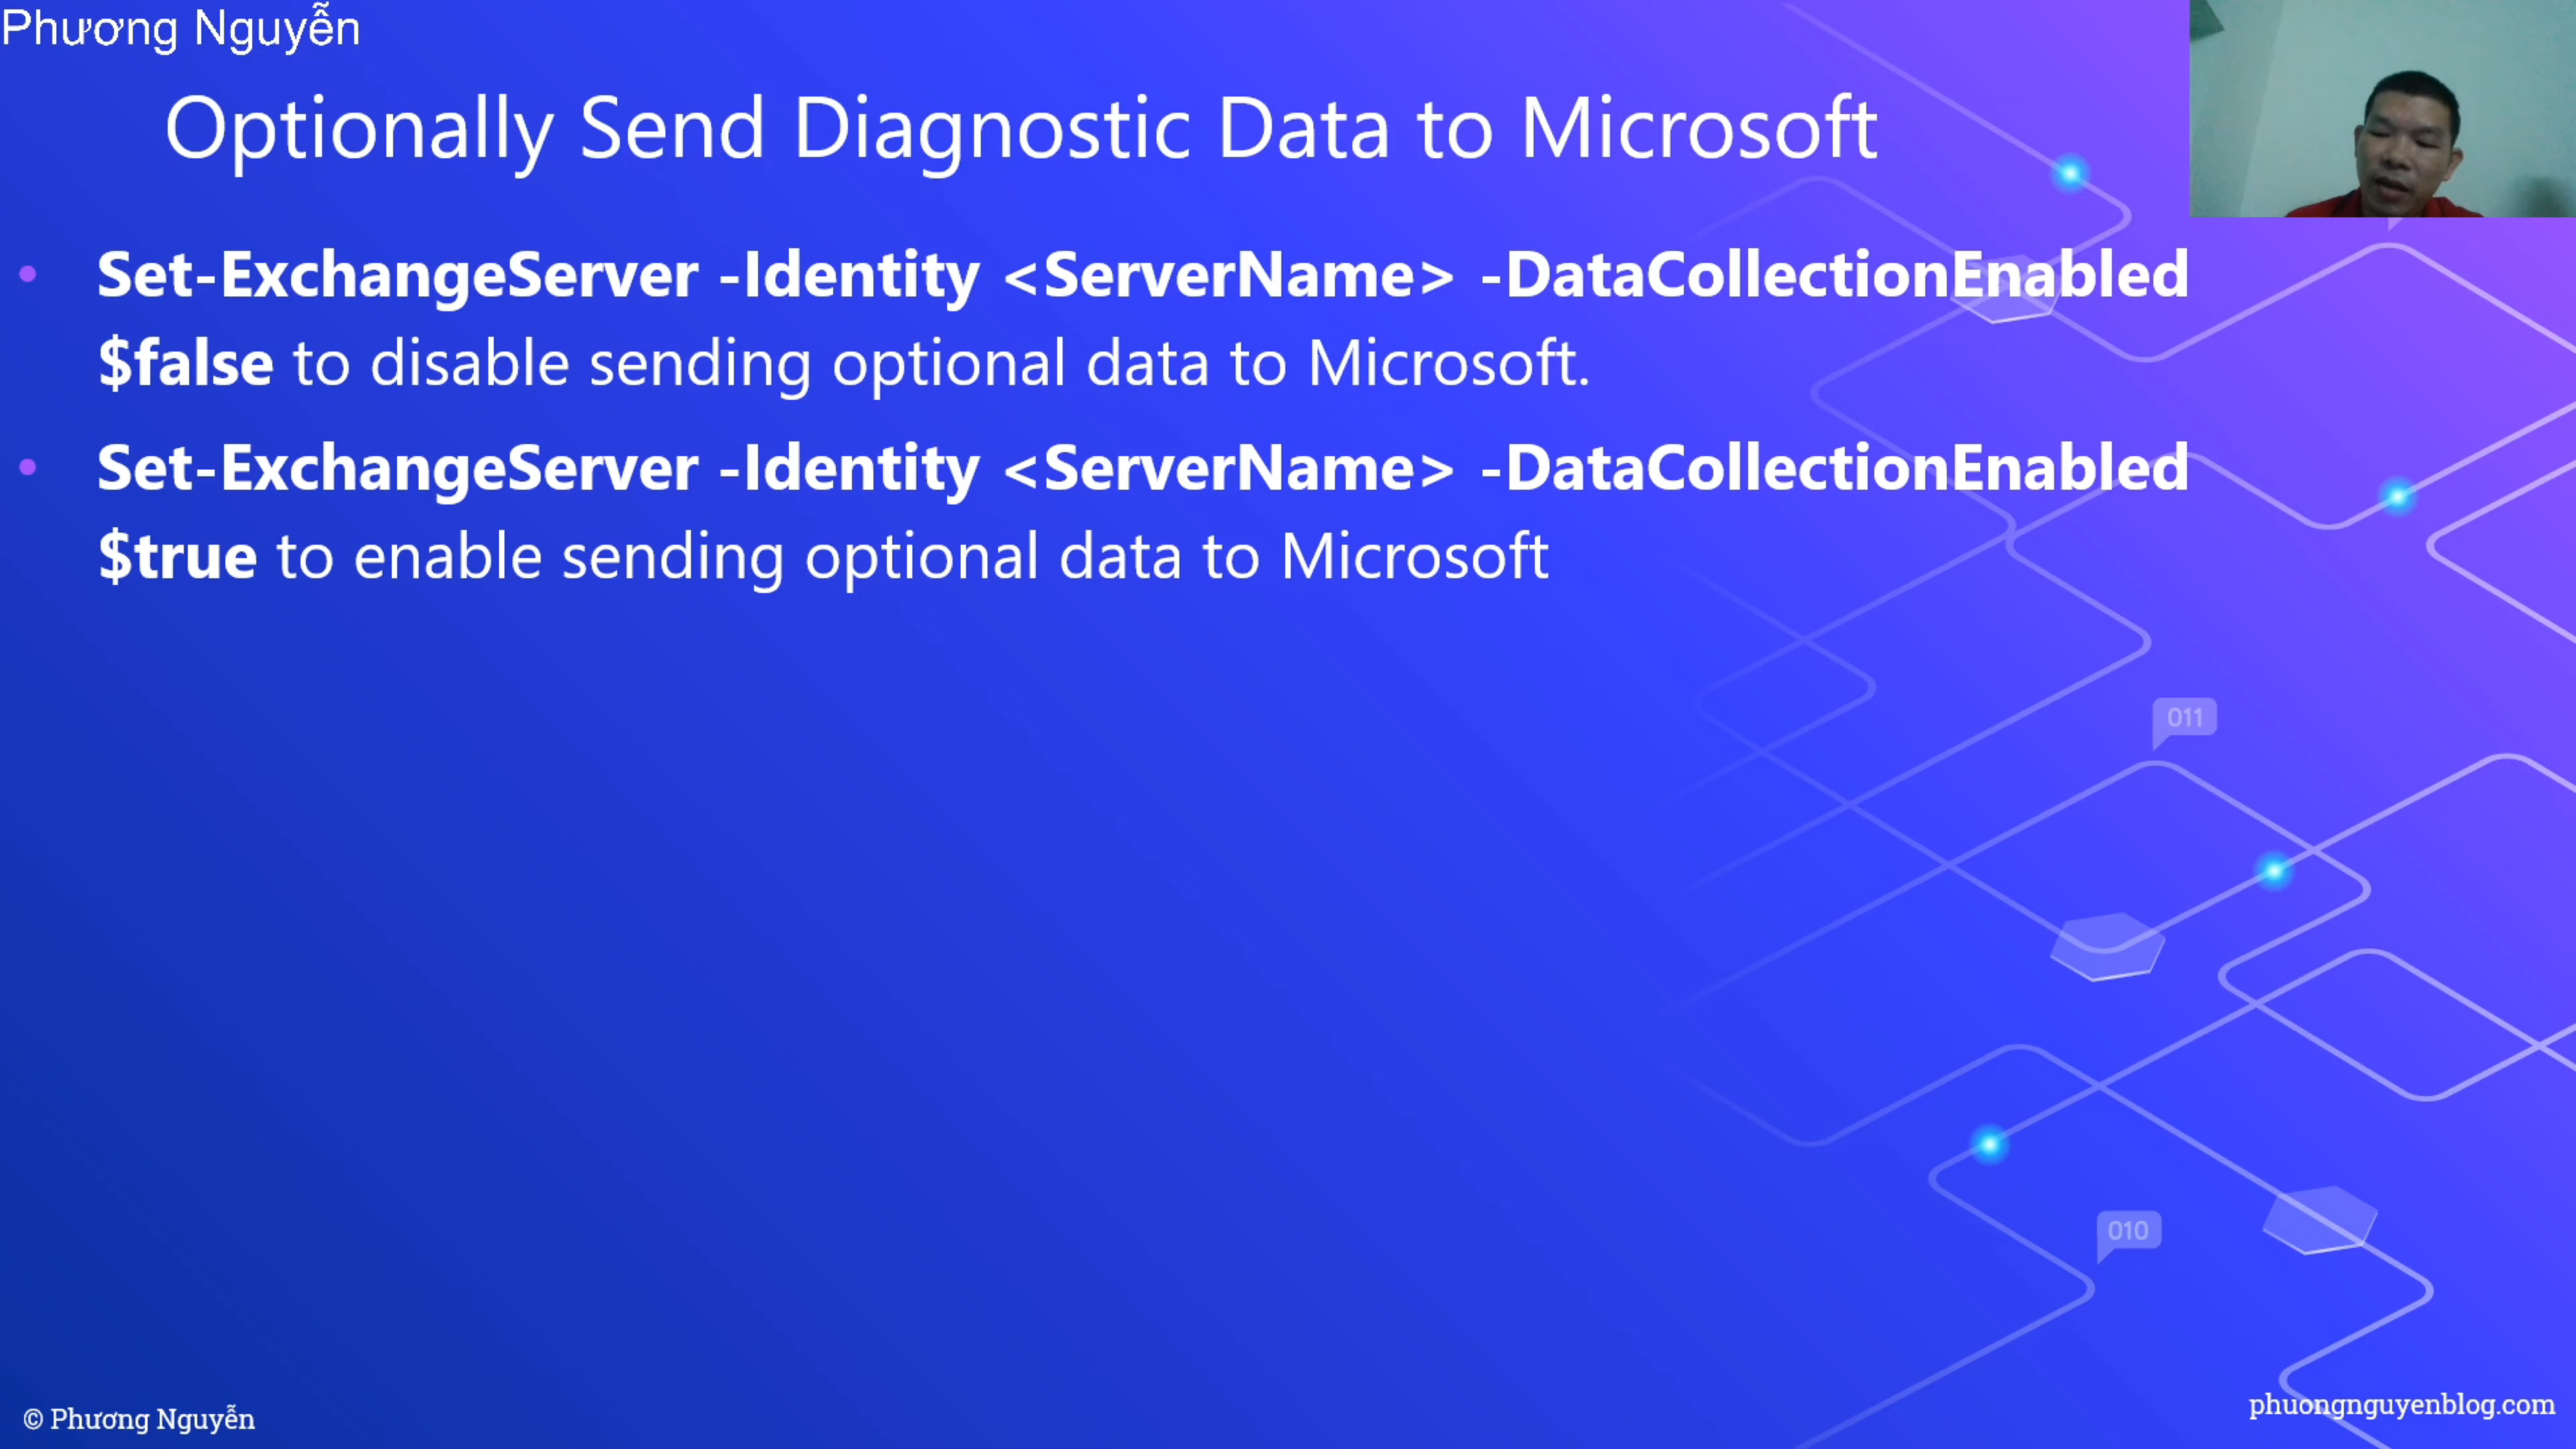 Phương Nguyễn
Optionally Send Diagnostic Data to Microsoft
• Set-ExchangeServer -Identity <ServerName> -DataCollectionEnabled
$false to disable sending optional data to Microsoft.
• Set-ExchangeServer -Identity <ServerName> -DataCollectionEnabled
$true to enable sending optional data to Microsoft
011
010
© Phương Nguyễn
phuongnguyenblog.com